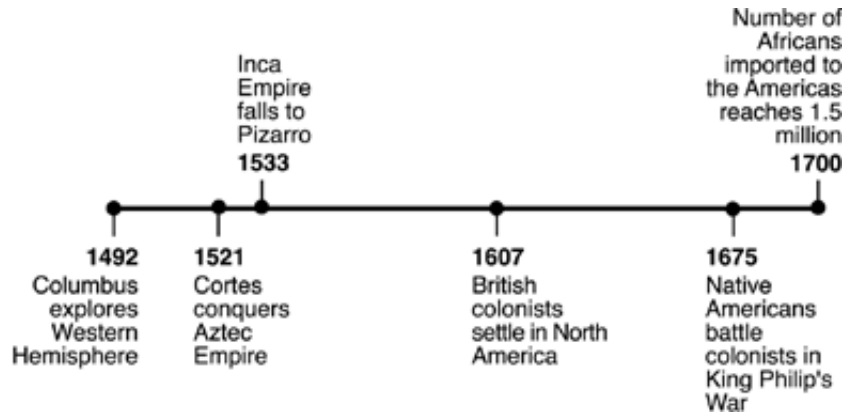 Number of
Africans
imported to
the Americas
reaches 1.5
million
1700
Inca
Empire
falls to
Pizarro
1533
1492
Columbus
explores
Western
Hemisphere
1521
Cortes
conquers
Aztec
Empire
1607
British
colonists
settle in North
America
1675
Native
Americans
battle
colonists in
King Philip's
War